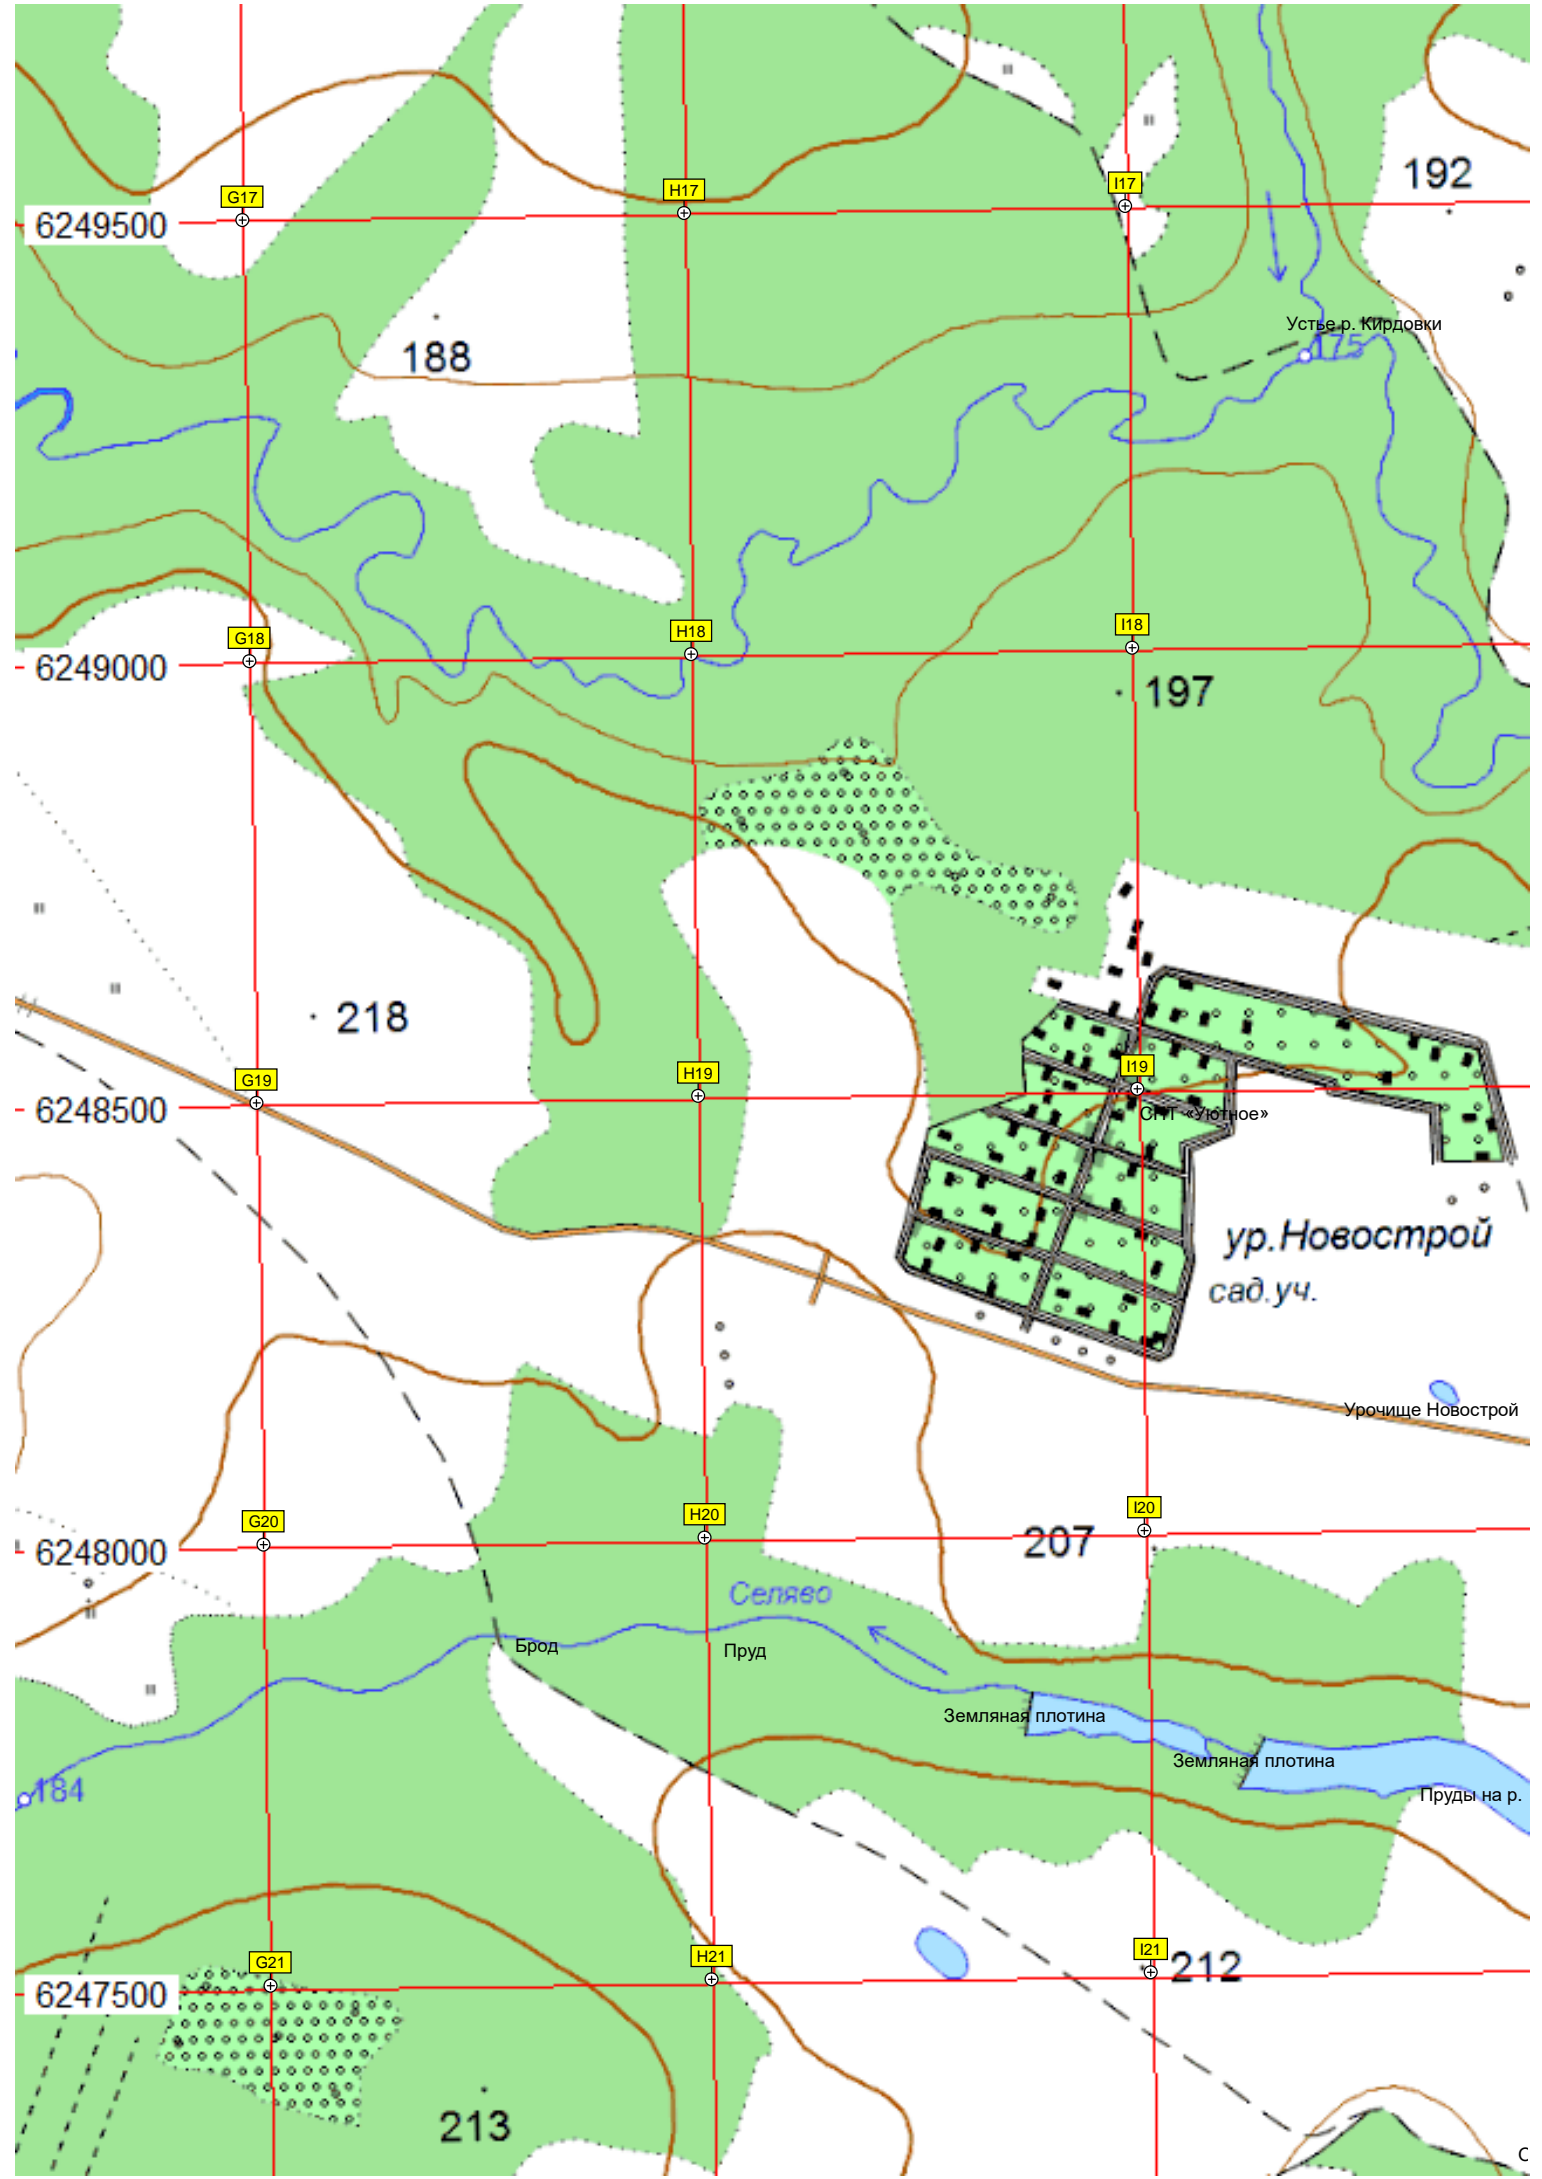 192
G17
H17
I17
6249500
Устье р. Кирдовки
175
188
G18
H18
I18
6249000
197
218
G19
H19
I19
6248500
СНТ «Уютное»
ур.Новострой
сад.уч.
Урочище Новострой
G20
H20
I20
6248000
207
Селяво
Брод
Пруд
Земляная плотина
Земляная плотина
184
Пруды на р.
G21
H21
I21
212
6247500
213
С